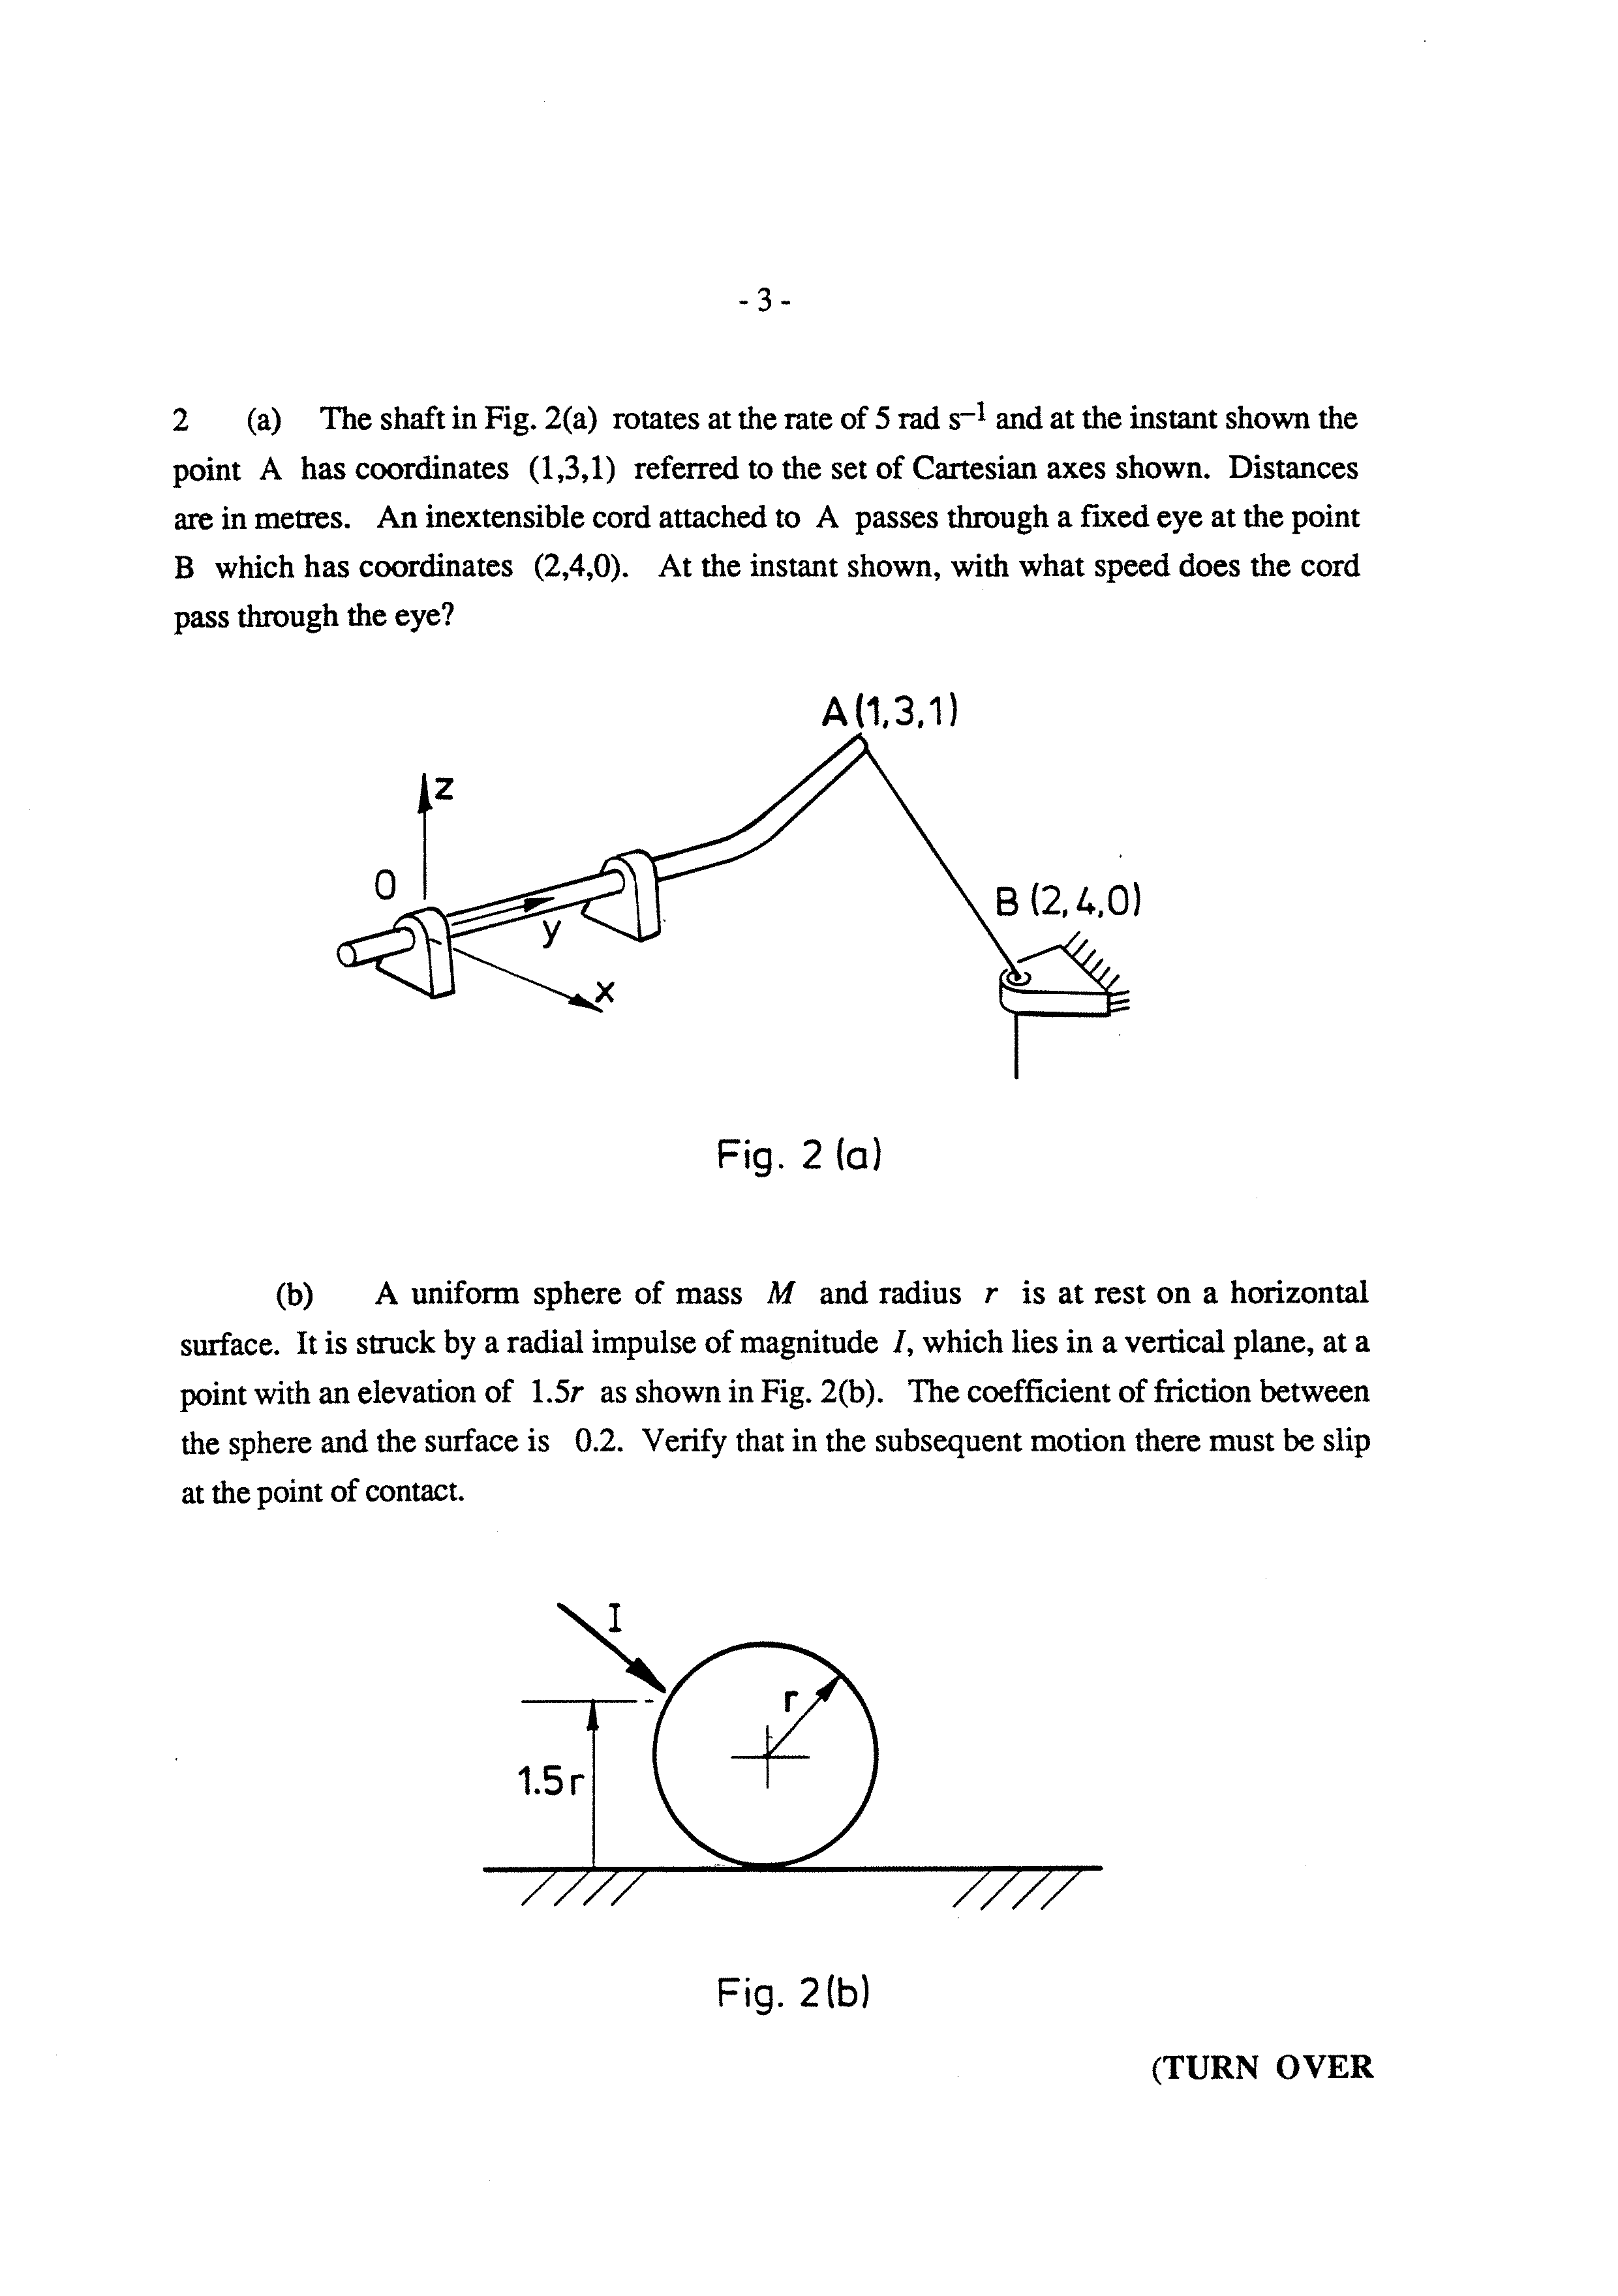 - 3 -
2 (a) The shaft in Fig. 2(a) rotates at the rate of 5 rad s⁻¹ and at the instant shown the
point A has coordinates (1,3,1) referred to the set of Cartesian axes shown. Distances
are in metres. An inextensible cord attached to A passes through a fixed eye at the point
B which has coordinates (2,4,0). At the instant shown, with what speed does the cord
pass through the eye?
A(1,3,1)
z
O
y
x
B (2,4,0)
Fig. 2 (a)
(b) A uniform sphere of mass M and radius r is at rest on a horizontal
surface. It is struck by a radial impulse of magnitude I, which lies in a vertical plane, at a
point with an elevation of 1.5r as shown in Fig. 2(b). The coefficient of friction between
the sphere and the surface is 0.2. Verify that in the subsequent motion there must be slip
at the point of contact.
I
r
1.5r
Fig. 2(b)
(TURN OVER